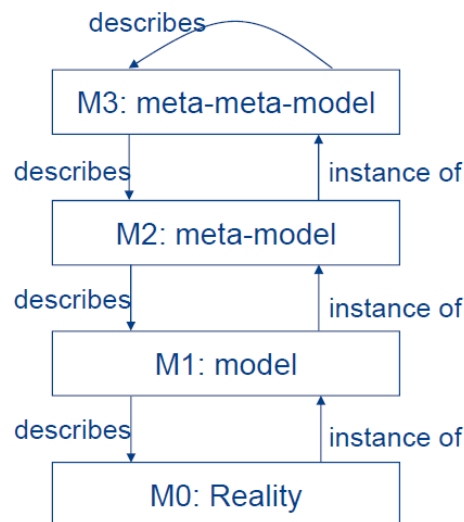 describes
M3: meta-meta-model
describes
instance of
M2: meta-model
describes
instance of
M1: model
describes
instance of
M0: Reality